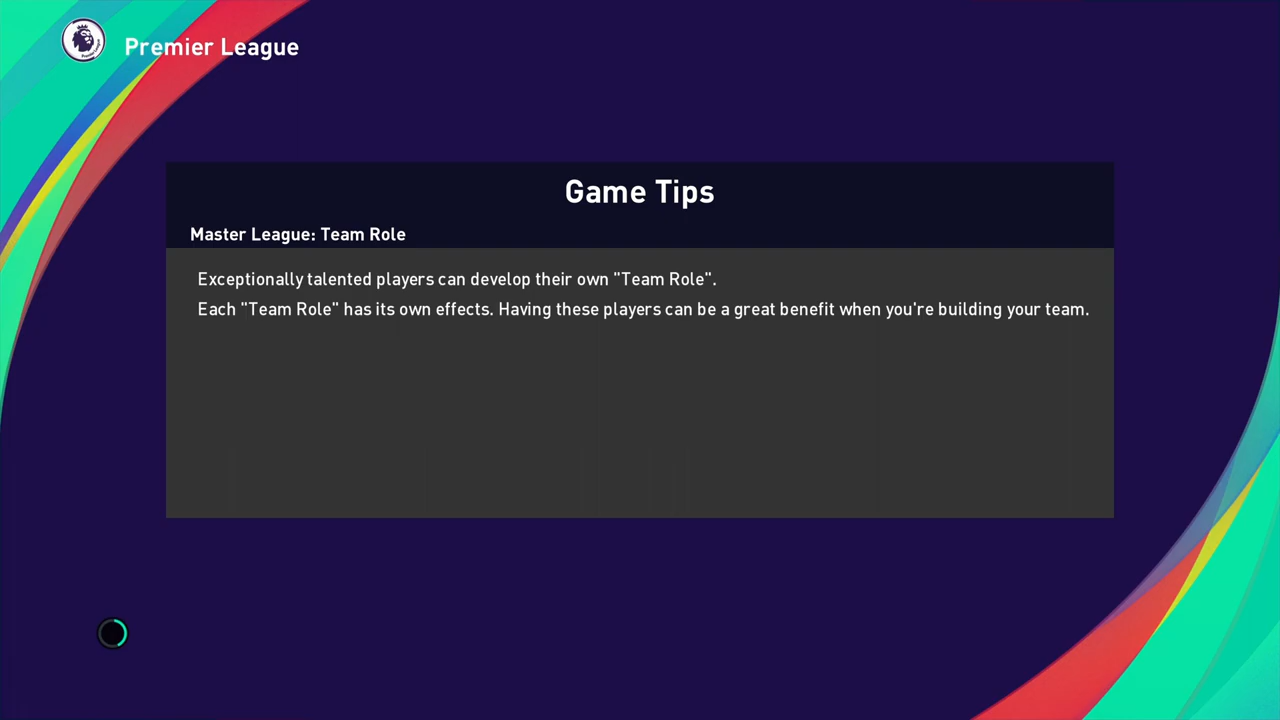 Premier League
Game Tips
Master League: Team Role
Exceptionally talented players can develop their own "Team Role".
Each "Team Role" has its own effects. Having these players can be a great benefit when you're building your team.